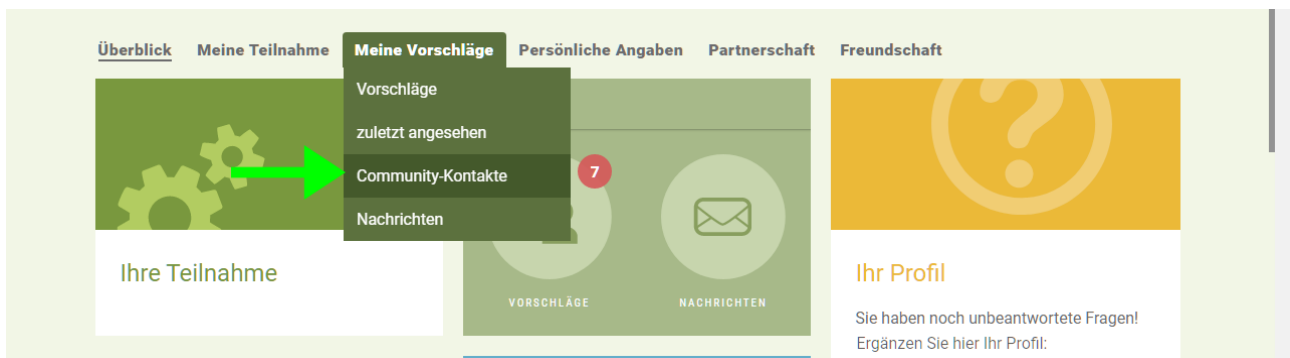 Überblick Meine Teilnahme Meine Vorschläge Persönliche Angaben Partnerschaft Freundschaft
Vorschläge
zuletzt angesehen
Community-Kontakte
Nachrichten
7
Ihre Teilnahme
VORSCHLÄGE NACHRICHTEN
Ihr Profil
Sie haben noch unbeantwortete Fragen!
Ergänzen Sie hier Ihr Profil: